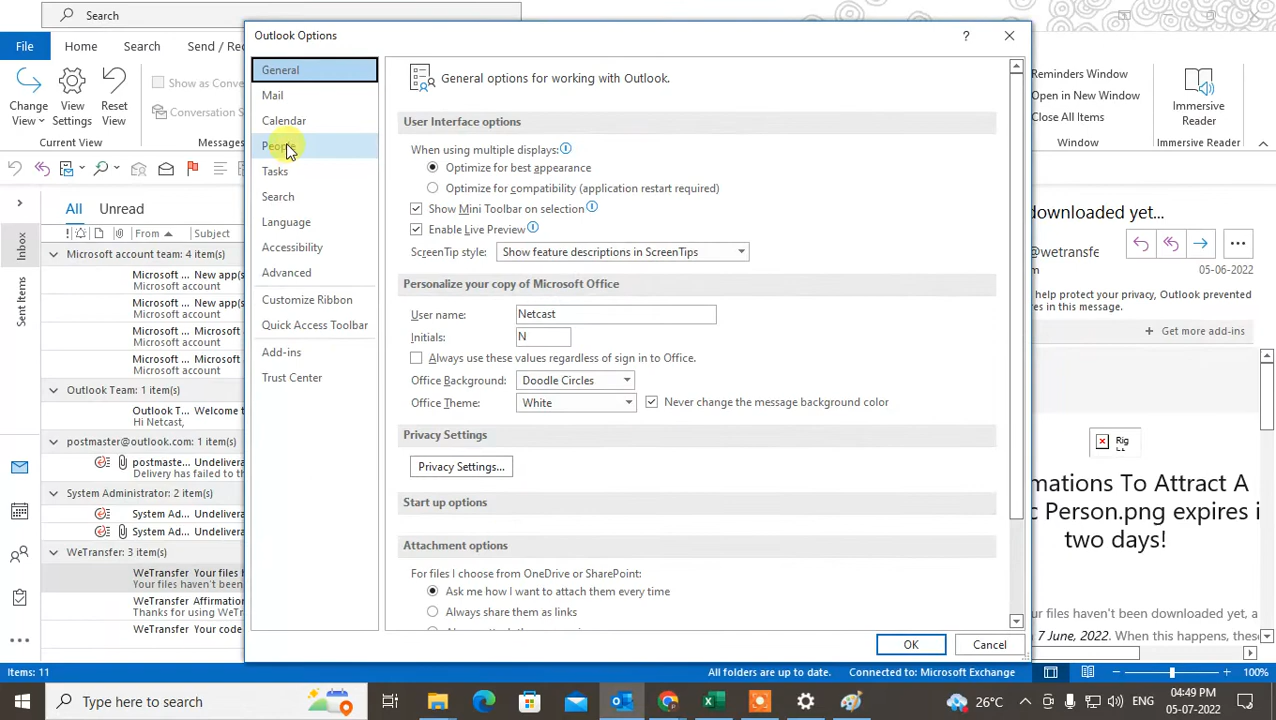 Search
File
Home
Search
Send / Rec
Change View
View Settings
Reset View
Current View
Show as Conve
Conversation S
Messages
Reminders Window
Open in New Window
Close All Items
Window
Immersive Reader
Immersive Reader
All
Unread
From
Subject
Inbox
Sent Items
Microsoft account team: 4 item(s)
Microsoft ... New app(s
Microsoft account
Microsoft ... New app(s
Microsoft account
Microsoft ... Microsoft
Microsoft account
Microsoft ... Microsoft
Microsoft account
Outlook Team: 1 item(s)
Outlook T... Welcome t
Hi Netcast,
postmaster@outlook.com: 1 item(s)
postmaste... Undelivera
Delivery has failed to th
System Administrator: 2 item(s)
System Ad... Undeliverab
System Ad... Undeliverab
WeTransfer: 3 item(s)
WeTransfer Your files h
Your files haven't been
WeTransfer Affirmation
Thanks for using WeTr
WeTransfer Your code
Outlook Options
?
General
Mail
Calendar
People
Tasks
Search
Language
Accessibility
Advanced
Customize Ribbon
Quick Access Toolbar
Add-ins
Trust Center
General options for working with Outlook.
User Interface options
When using multiple displays:
Optimize for best appearance
Optimize for compatibility (application restart required)
Show Mini Toolbar on selection
Enable Live Preview
ScreenTip style: Show feature descriptions in ScreenTips
Personalize your copy of Microsoft Office
User name: Netcast
Initials: N
Always use these values regardless of sign in to Office.
Office Background: Doodle Circles
Office Theme: White
Never change the message background color
Privacy Settings
Privacy Settings...
Start up options
Attachment options
For files I choose from OneDrive or SharePoint:
Ask me how I want to attach them every time
Always share them as links
OK
Cancel
downloaded yet...
@wetransfe
05-06-2022
help protect your privacy, Outlook prevented
es in this message.
Get more add-ins
Rig
Lt
mations To Attract A
c Person.png expires i
two days!
ur files haven't been downloaded yet, a
7 June, 2022. When this happens, these
Items: 11
All folders are up to date.
Connected to: Microsoft Exchange
100%
Type here to search
26°C
ENG
04:49 PM
05-07-2022